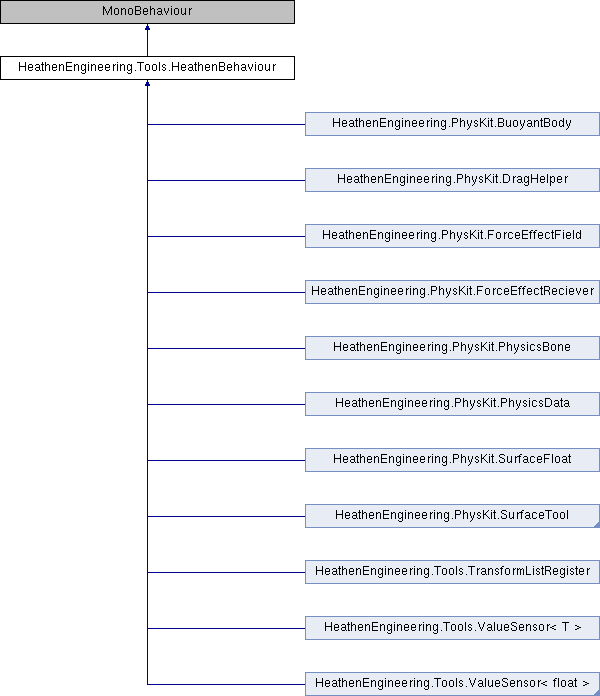 MonoBehaviour
HeathenEngineering.Tools.HeathenBehaviour
HeathenEngineering.PhysKit.BuoyantBody
HeathenEngineering.PhysKit.DragHelper
HeathenEngineering.PhysKit.ForceEffectField
HeathenEngineering.PhysKit.ForceEffectReciever
HeathenEngineering.PhysKit.PhysicsBone
HeathenEngineering.PhysKit.PhysicsData
HeathenEngineering.PhysKit.SurfaceFloat
HeathenEngineering.PhysKit.SurfaceTool
HeathenEngineering.Tools.TransformListRegister
HeathenEngineering.Tools.ValueSensor< T >
HeathenEngineering.Tools.ValueSensor< float >